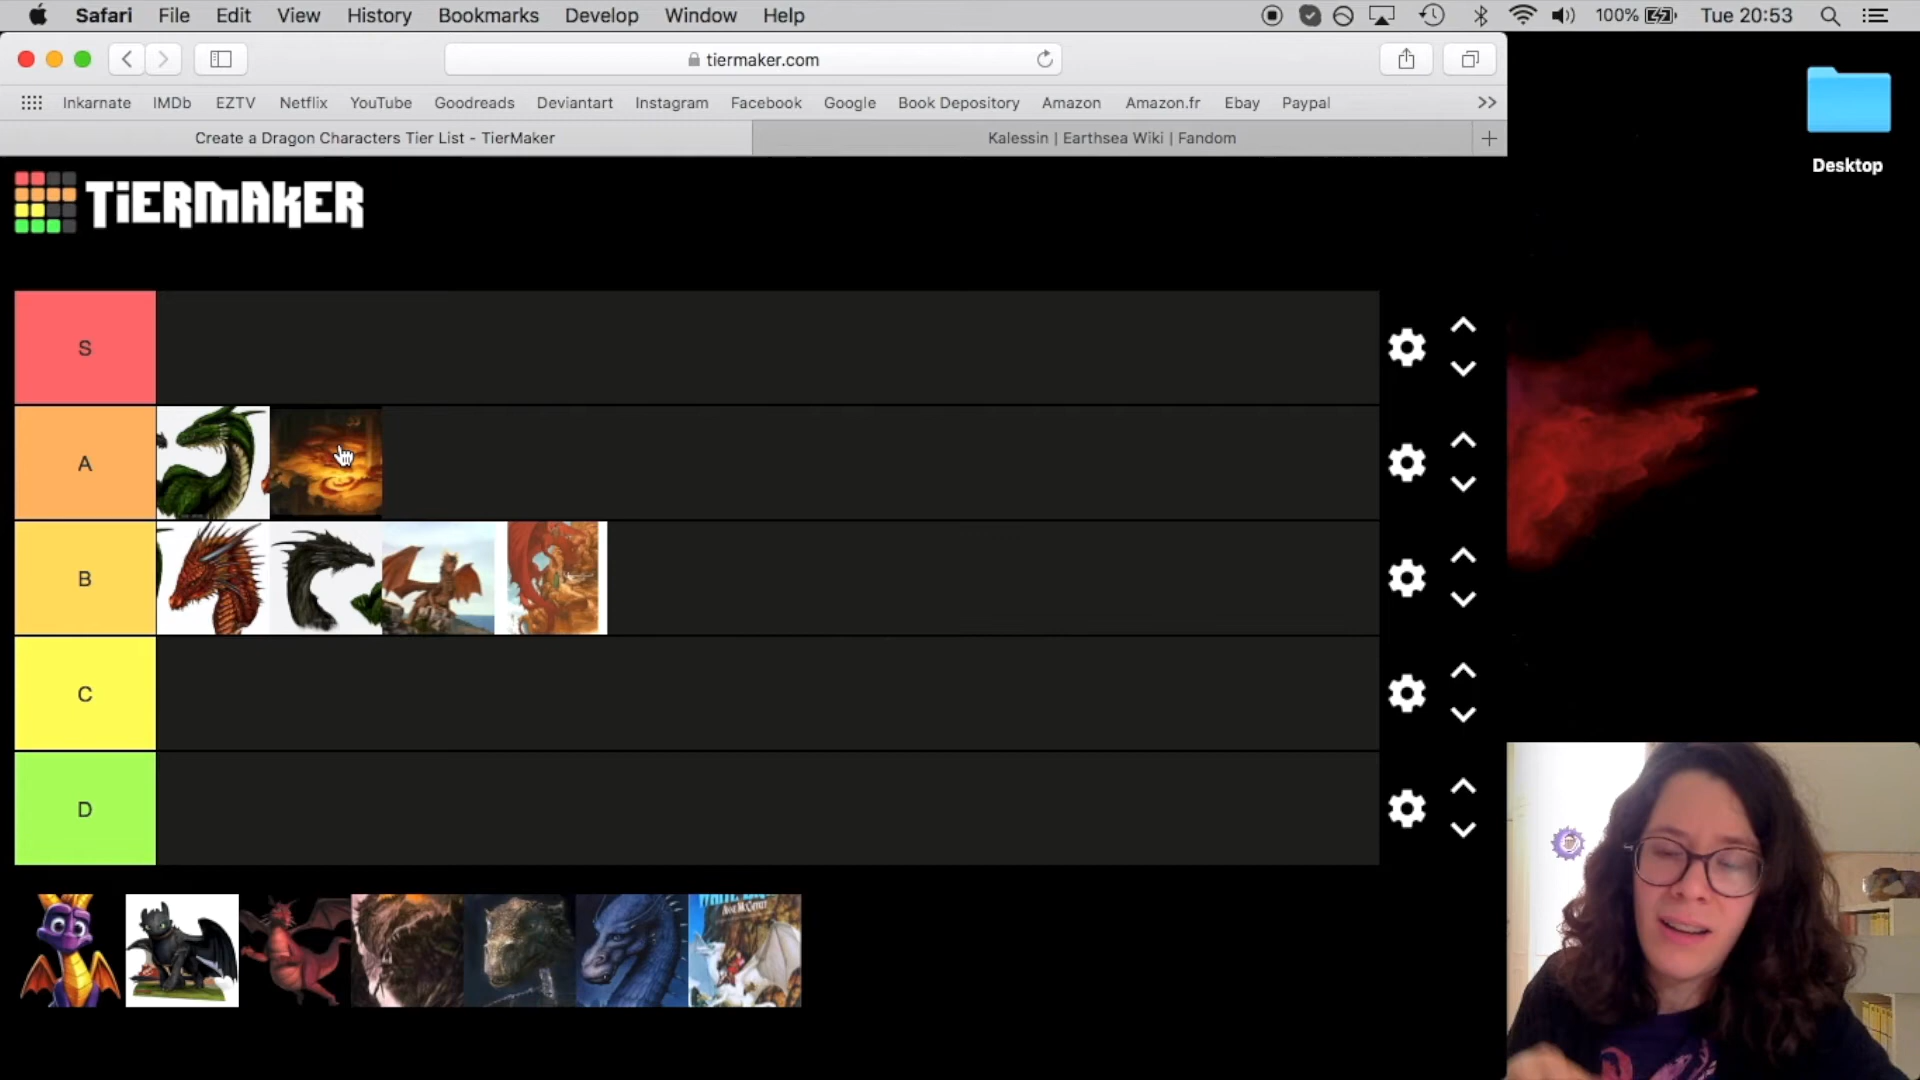 Safari File Edit View History Bookmarks Develop Window Help 100% Tue 20:53
tiermaker.com
Inkarnate IMDb EZTV Netflix YouTube Goodreads Deviantart Instagram Facebook Google Book Depository Amazon Amazon.fr Ebay Paypal >>
Create a Dragon Characters Tier List - TierMaker Kalessin | Earthsea Wiki | Fandom +
Desktop
TiERMAKER
S
A
B
C
D
ANNE McCAFFREY